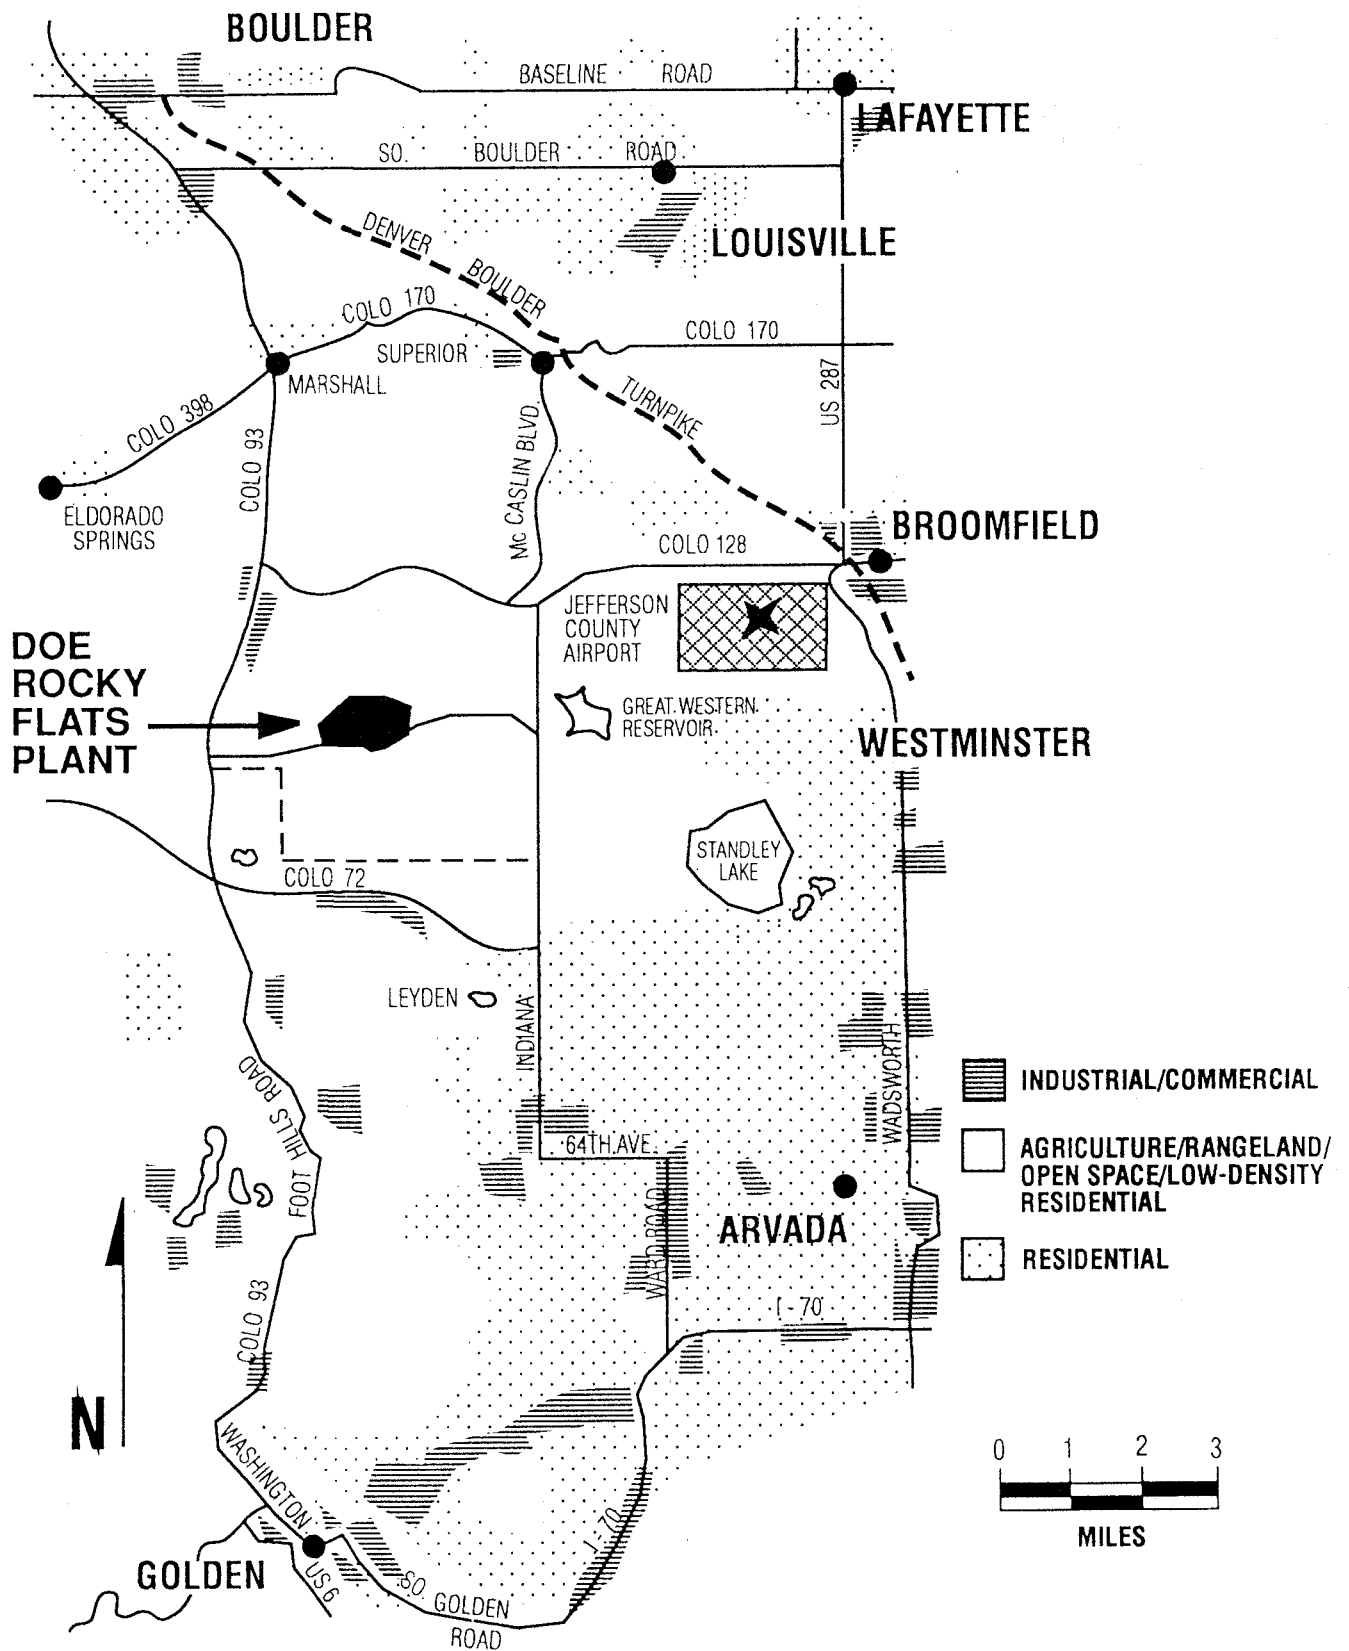 BOULDER
BASELINE ROAD
LAFAYETTE
SO. BOULDER ROAD
LOUISVILLE
DENVER
BOULDER
TURNPIKE
COLO 170
COLO 170
SUPERIOR
MARSHALL
COLO 398
COLO 93
Mc CASLIN BLVD.
US 287
ELDORADO
SPRINGS
BROOMFIELD
COLO 128
JEFFERSON
COUNTY
AIRPORT
DOE
ROCKY
FLATS
PLANT
GREAT WESTERN
RESERVOIR
WESTMINSTER
STANDLEY
LAKE
COLO 72
LEYDEN
INDIANA
WADSWORTH
FOOT HILLS ROAD
64TH AVE.
WARD ROAD
ARVADA
I-70
COLO 93
N
WASHINGTON
GOLDEN
US 6
SO. GOLDEN
ROAD
I-70
INDUSTRIAL/COMMERCIAL
AGRICULTURE/RANGELAND/
OPEN SPACE/LOW-DENSITY
RESIDENTIAL
RESIDENTIAL
0 1 2 3
MILES